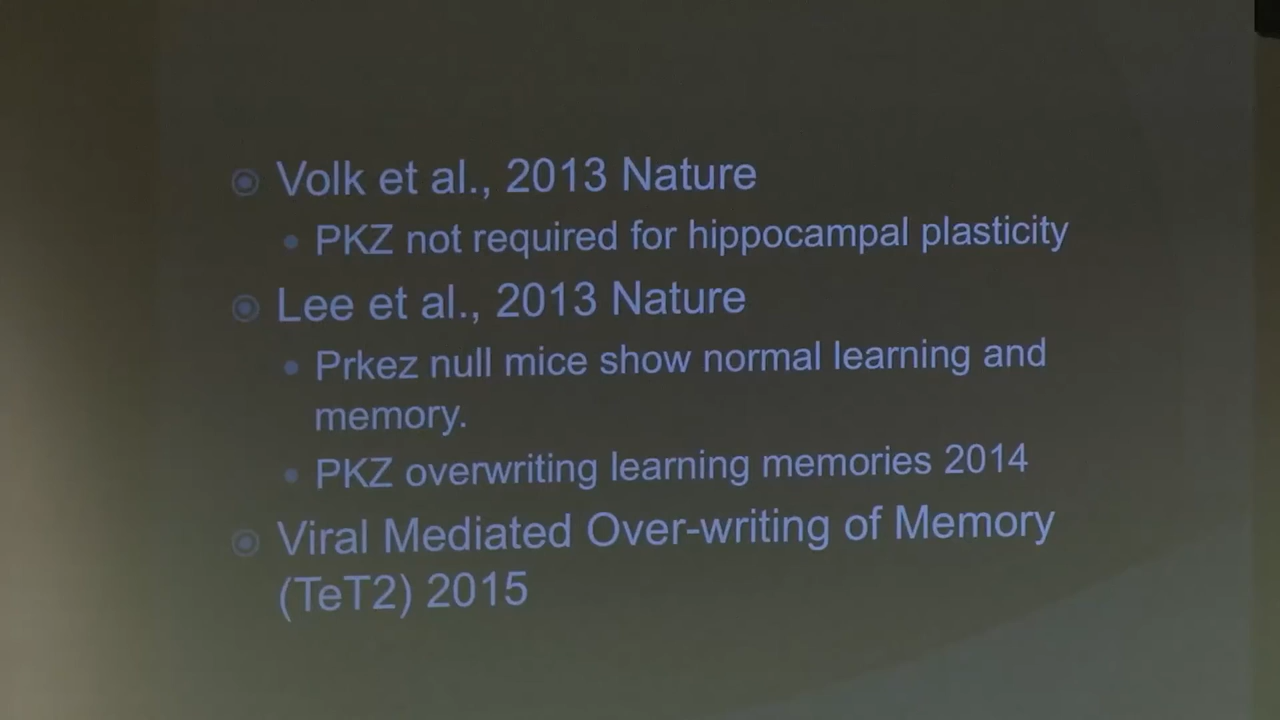 Volk et al., 2013 Nature
PKZ not required for hippocampal plasticity
Lee et al., 2013 Nature
Prkez null mice show normal learning and
memory.
PKZ overwriting learning memories 2014
Viral Mediated Over-writing of Memory
(TeT2) 2015